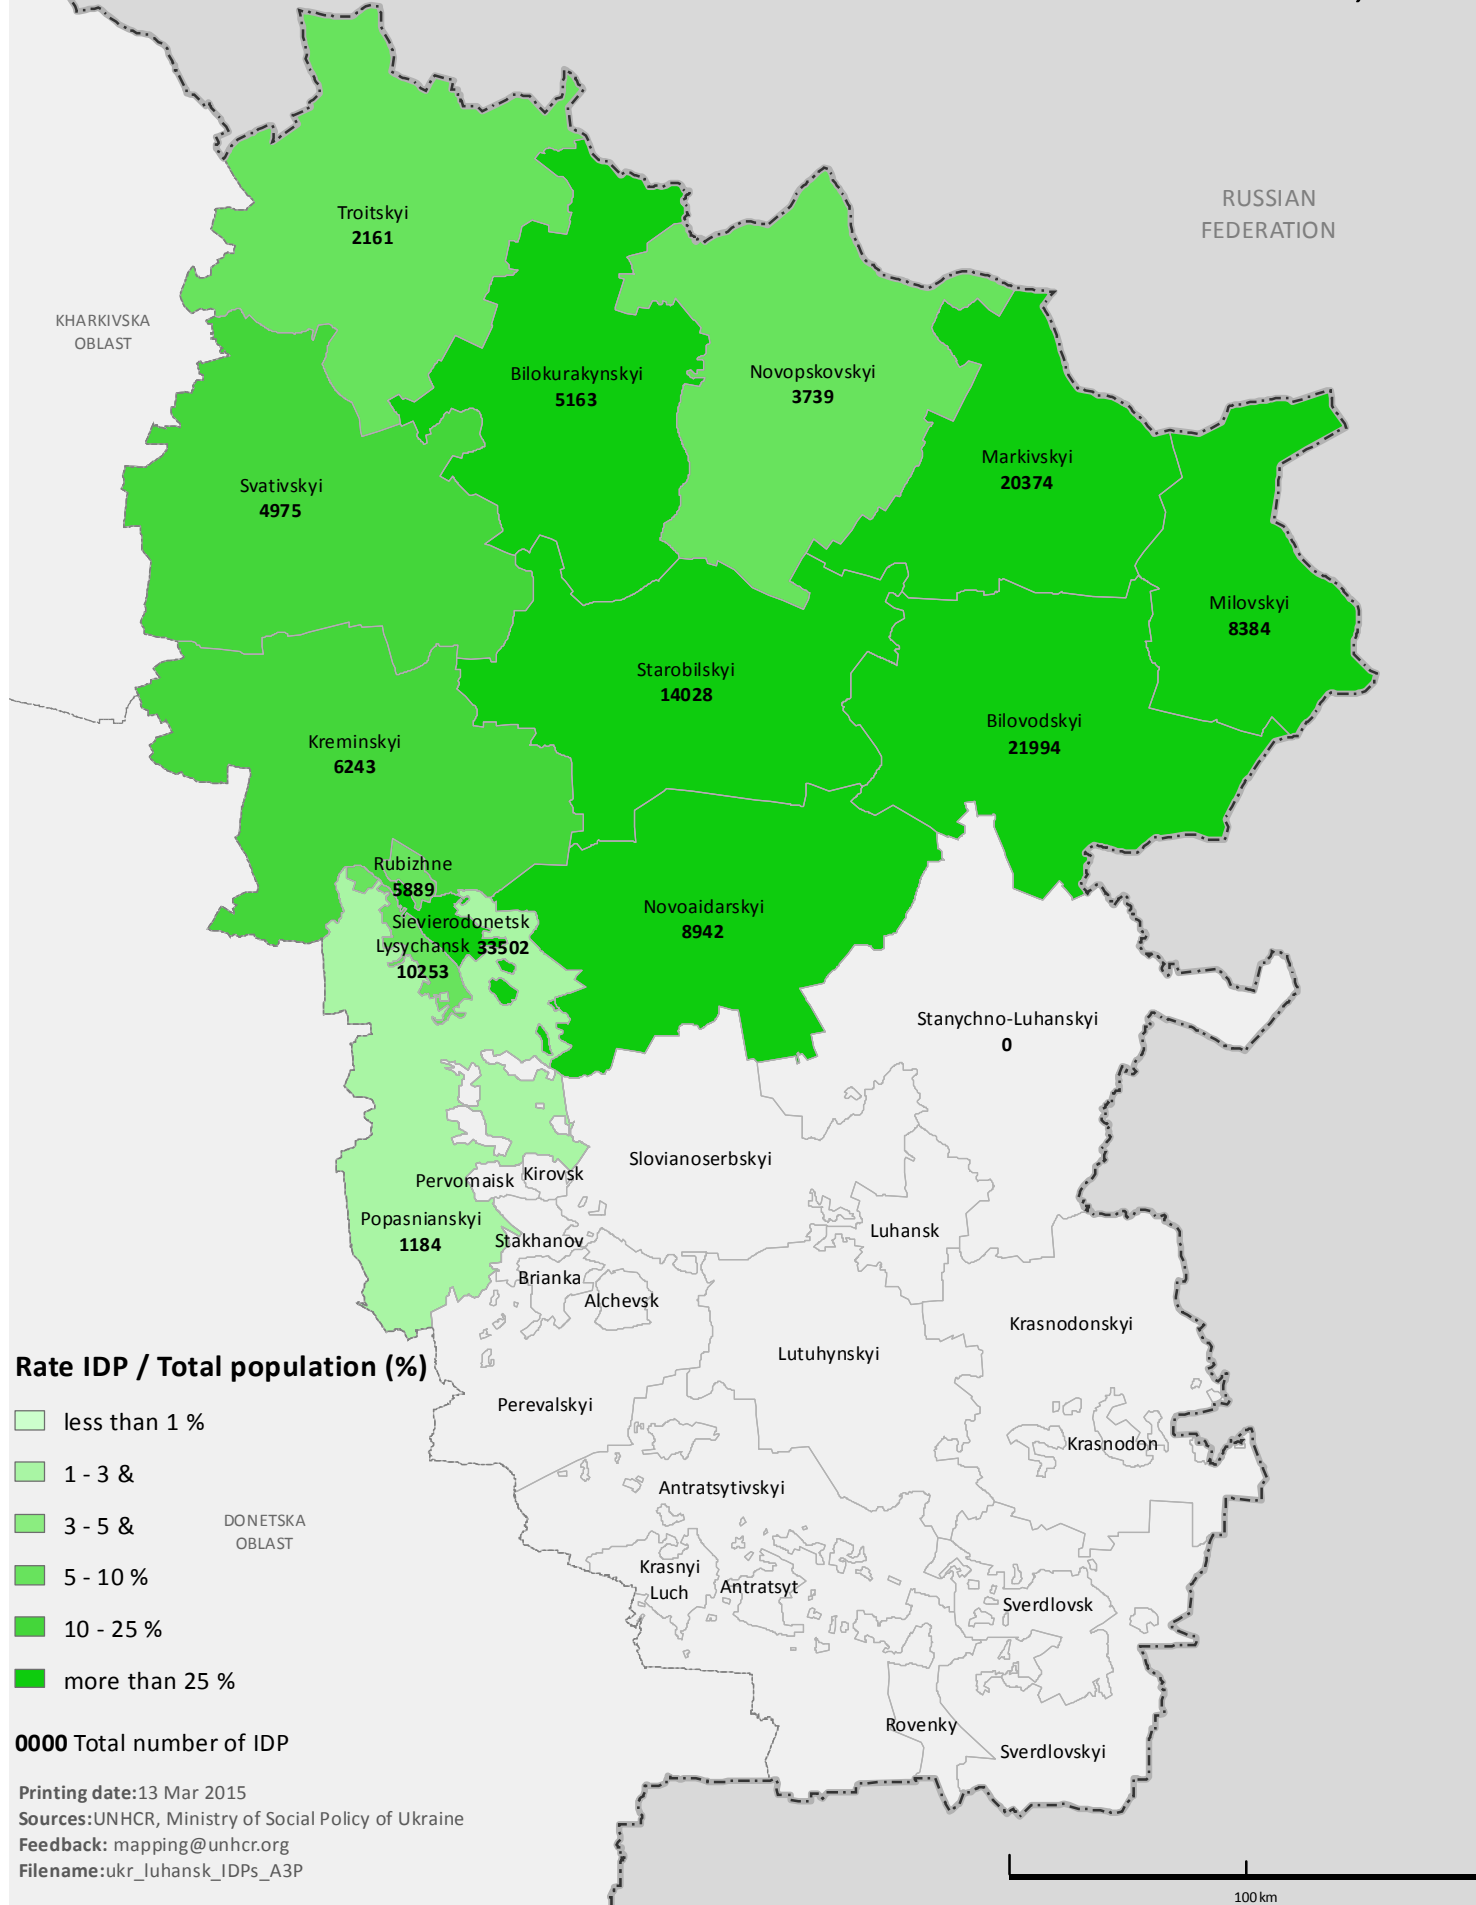 RUSSIAN
FEDERATION
Troitskyi
2161
KHARKIVSKA
OBLAST
Bilokurakynskyi
5163
Novopskovskyi
3739
Markivskyi
20374
Svativskyi
4975
Milovskyi
8384
Starobilskyi
14028
Bilovodskyi
21994
Kreminskyi
6243
Rubizhne
5889
Sievierodonetsk
33502
Lysychansk
10253
Novoaidarskyi
8942
Stanychno-Luhanskyi
0
Slovianoserbskyi
Pervomaisk
Kirovsk
Popasnianskyi
1184
Stakhanov
Luhansk
Brianka
Alchevsk
Krasnodonskyi
Lutuhynskyi
Perevalskyi
Krasnodon
Antratsytivskyi
DONETSKA
OBLAST
Krasnyi
Luch
Antratsyt
Sverdlovsk
Rovenky
Sverdlovskyi
Rate IDP / Total population (%)
less than 1 %
1 - 3 &
3 - 5 &
5 - 10 %
10 - 25 %
more than 25 %
0000 Total number of IDP
Printing date:13 Mar 2015
Sources:UNHCR, Ministry of Social Policy of Ukraine
Feedback: mapping@unhcr.org
Filename:ukr_luhansk_IDPs_A3P
100 km